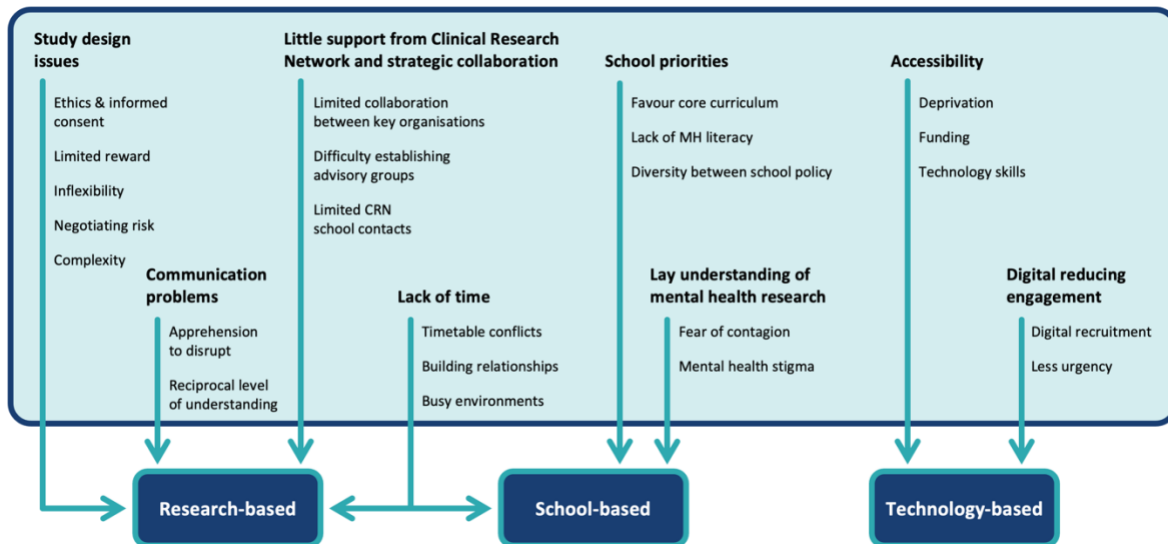 Study design
issues
Ethics & informed
consent
Limited reward
Inflexibility
Negotiating risk
Complexity
Communication
problems
Apprehension
to disrupt
Reciprocal level
of understanding
Little support from Clinical Research
Network and strategic collaboration
Limited collaboration
between key organisations
Difficulty establishing
advisory groups
Limited CRN
school contacts
Lack of time
Timetable conflicts
Building relationships
Busy environments
School priorities
Favour core curriculum
Lack of MH literacy
Diversity between school policy
Lay understanding of
mental health research
Fear of contagion
Mental health stigma
Accessibility
Deprivation
Funding
Technology skills
Digital reducing
engagement
Digital recruitment
Less urgency
Research-based
School-based
Technology-based